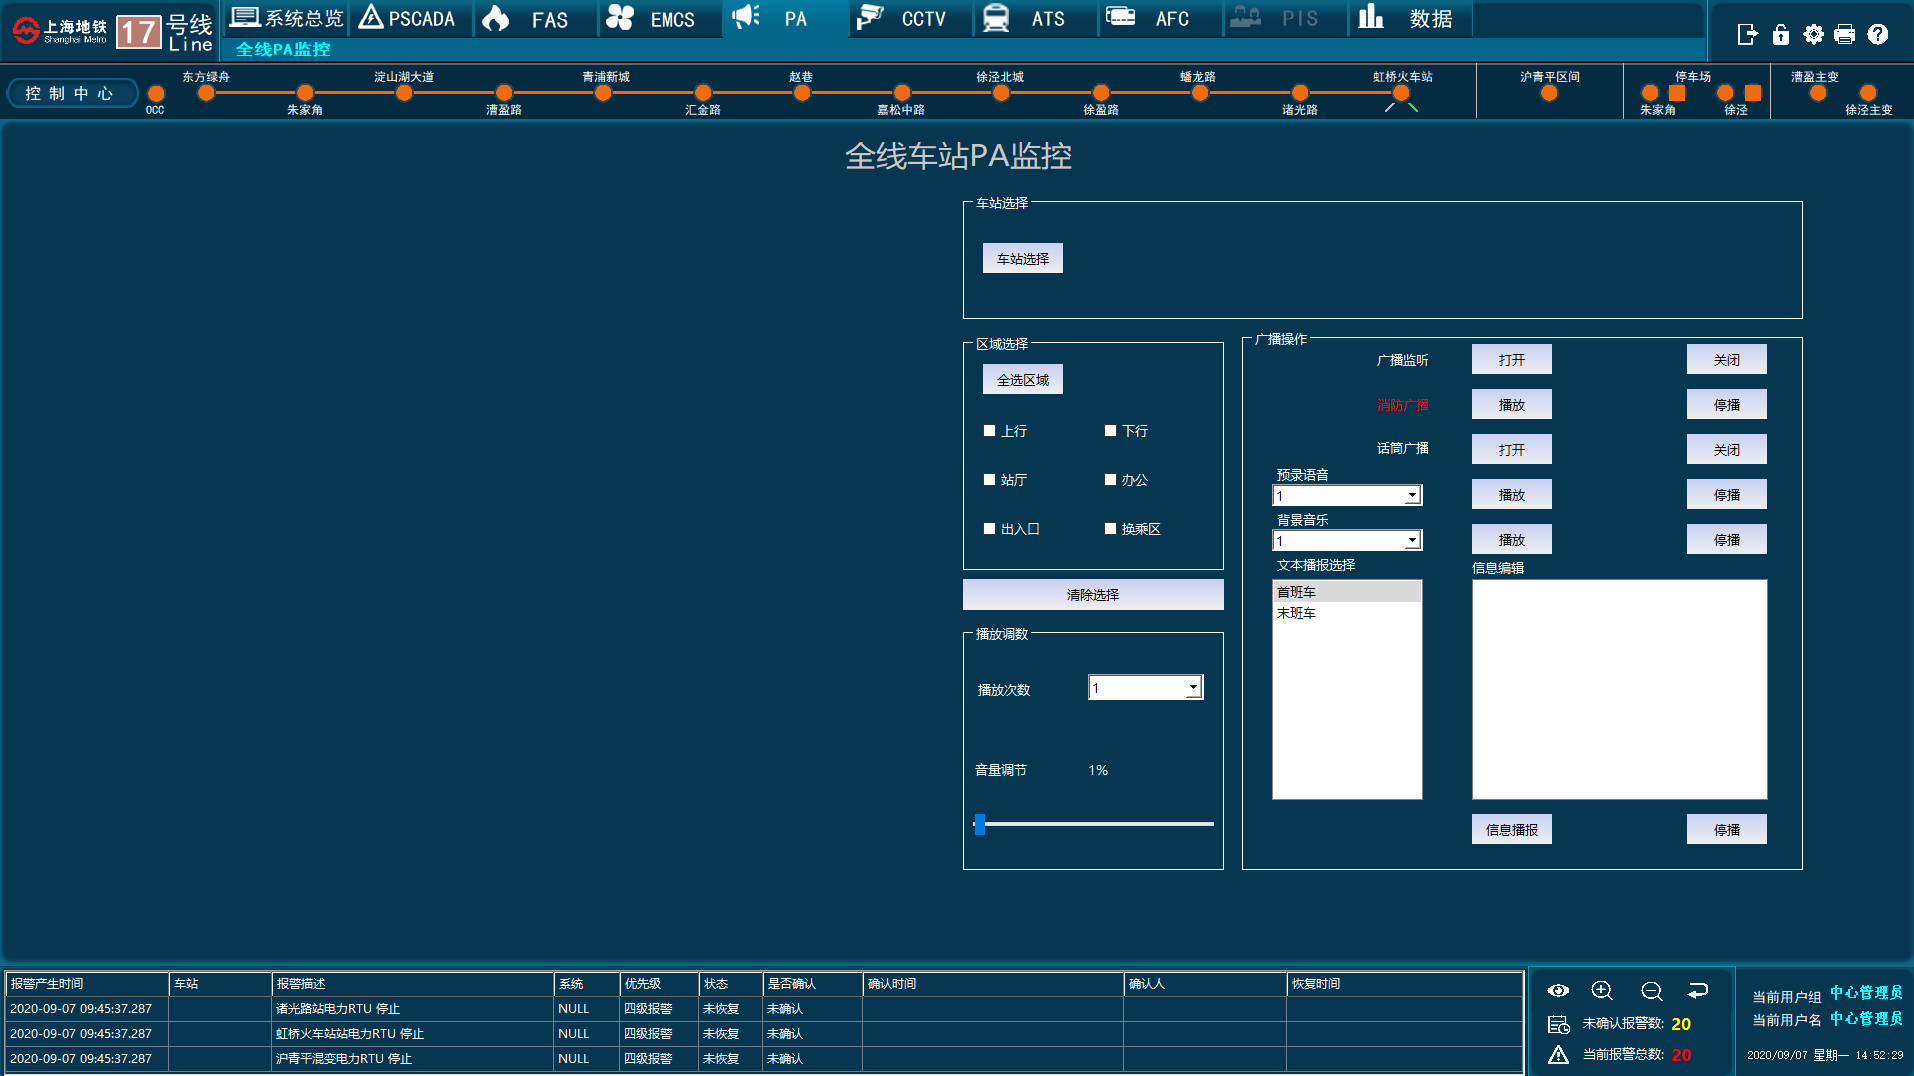 上海地铁
Shanghai Metro
17
号线
Line
系统总览
PSCADA
FAS
EMCS
PA
CCTV
ATS
AFC
PIS
数据
全线PA监控
控制中心
OCC
东方绿舟
朱家角
淀山湖大道
漕盈路
青浦新城
汇金路
赵巷
嘉松中路
徐泾北城
徐盈路
蟠龙路
诸光路
虹桥火车站
沪青平区间
停车场
朱家角
徐泾
漕盈主变
徐泾主变
全线车站PA监控
车站选择
车站选择
区域选择
全选区域
上行
下行
站厅
办公
出入口
换乘区
清除选择
播放调数
播放次数
1
音量调节
1%
广播操作
广播监听
打开
关闭
消防广播
播放
停播
话筒广播
打开
关闭
预录语音
1
播放
停播
背景音乐
1
播放
停播
文本播报选择
信息编辑
首班车
末班车
信息播报
停播
报警产生时间 车站 报警描述 系统 优先级 状态 是否确认 确认时间 确认人 恢复时间
2020-09-07 09:45:37.287 诸光路站电力RTU 停止 NULL 四级报警 未恢复 未确认
2020-09-07 09:45:37.287 虹桥火车站站电力RTU 停止 NULL 四级报警 未恢复 未确认
2020-09-07 09:45:37.287 沪青平混变电力RTU 停止 NULL 四级报警 未恢复 未确认
未确认报警数: 20
当前报警总数: 20
当前用户组 中心管理员
当前用户名 中心管理员
2020/09/07 星期一 14:52:29